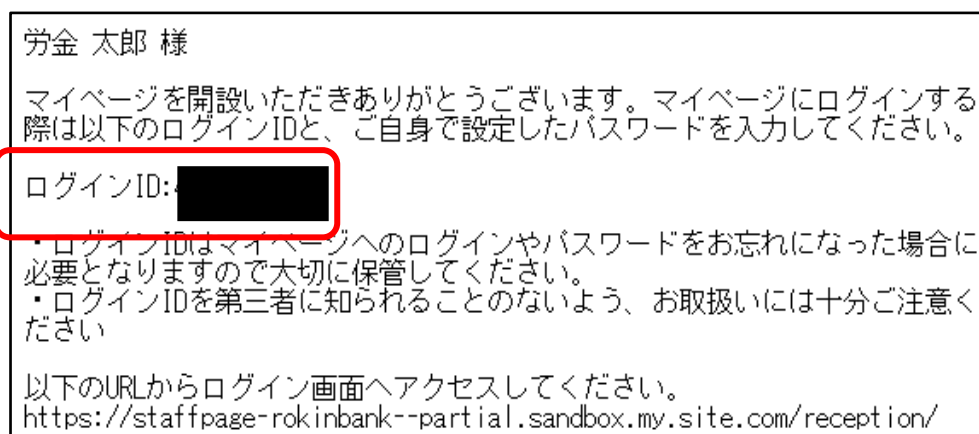 労金 太郎 様
マイページを開設いただきありがとうございます。マイページにログインする
際は以下のログインIDと、ご自身で設定したパスワードを入力してください。
ログインID:
・ログインIDはマイページへのログインやパスワードをお忘れになった場合に
必要となりますので大切に保管してください。
・ログインIDを第三者に知られることのないよう、お取扱いには十分ご注意く
ださい
以下のURLからログイン画面へアクセスしてください。
https://staffpage-rokinbank--partial.sandbox.my.site.com/reception/